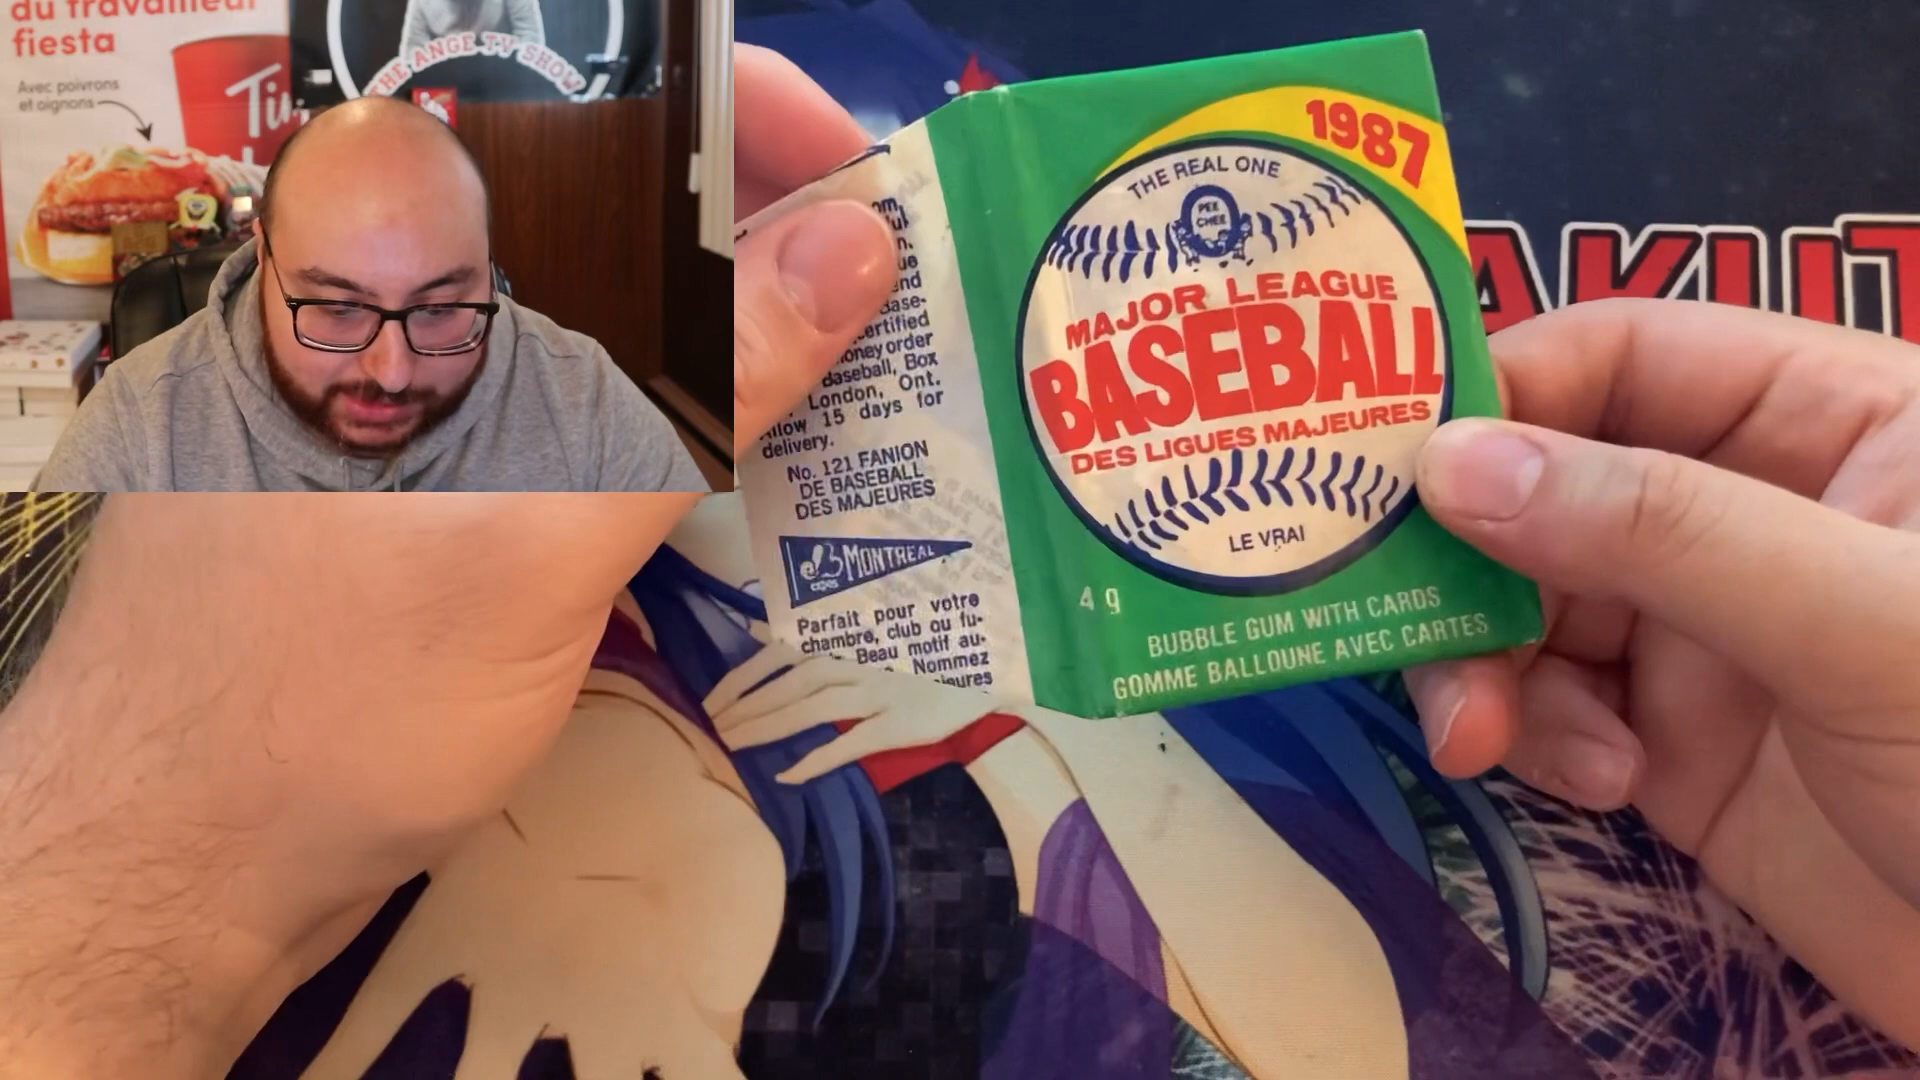 du travailleur
fiesta
Avec poivrons
et oignons
THE ANGE TV SHOW
1987
THE REAL ONE
PEE
CHEE
MAJOR LEAGUE
BASEBALL
DES LIGUES MAJEURES
LE VRAI
4 g
BUBBLE GUM WITH CARDS
GOMME BALLOUNE AVEC CARTES
money order
Baseball, Box
London, Ont.
Allow 15 days for
delivery.
No. 121 FANION
DE BASEBALL
DES MAJEURES
MONTREAL
expos
Parfait pour votre
chambre, club ou fu-
Beau motif au-
Nommez